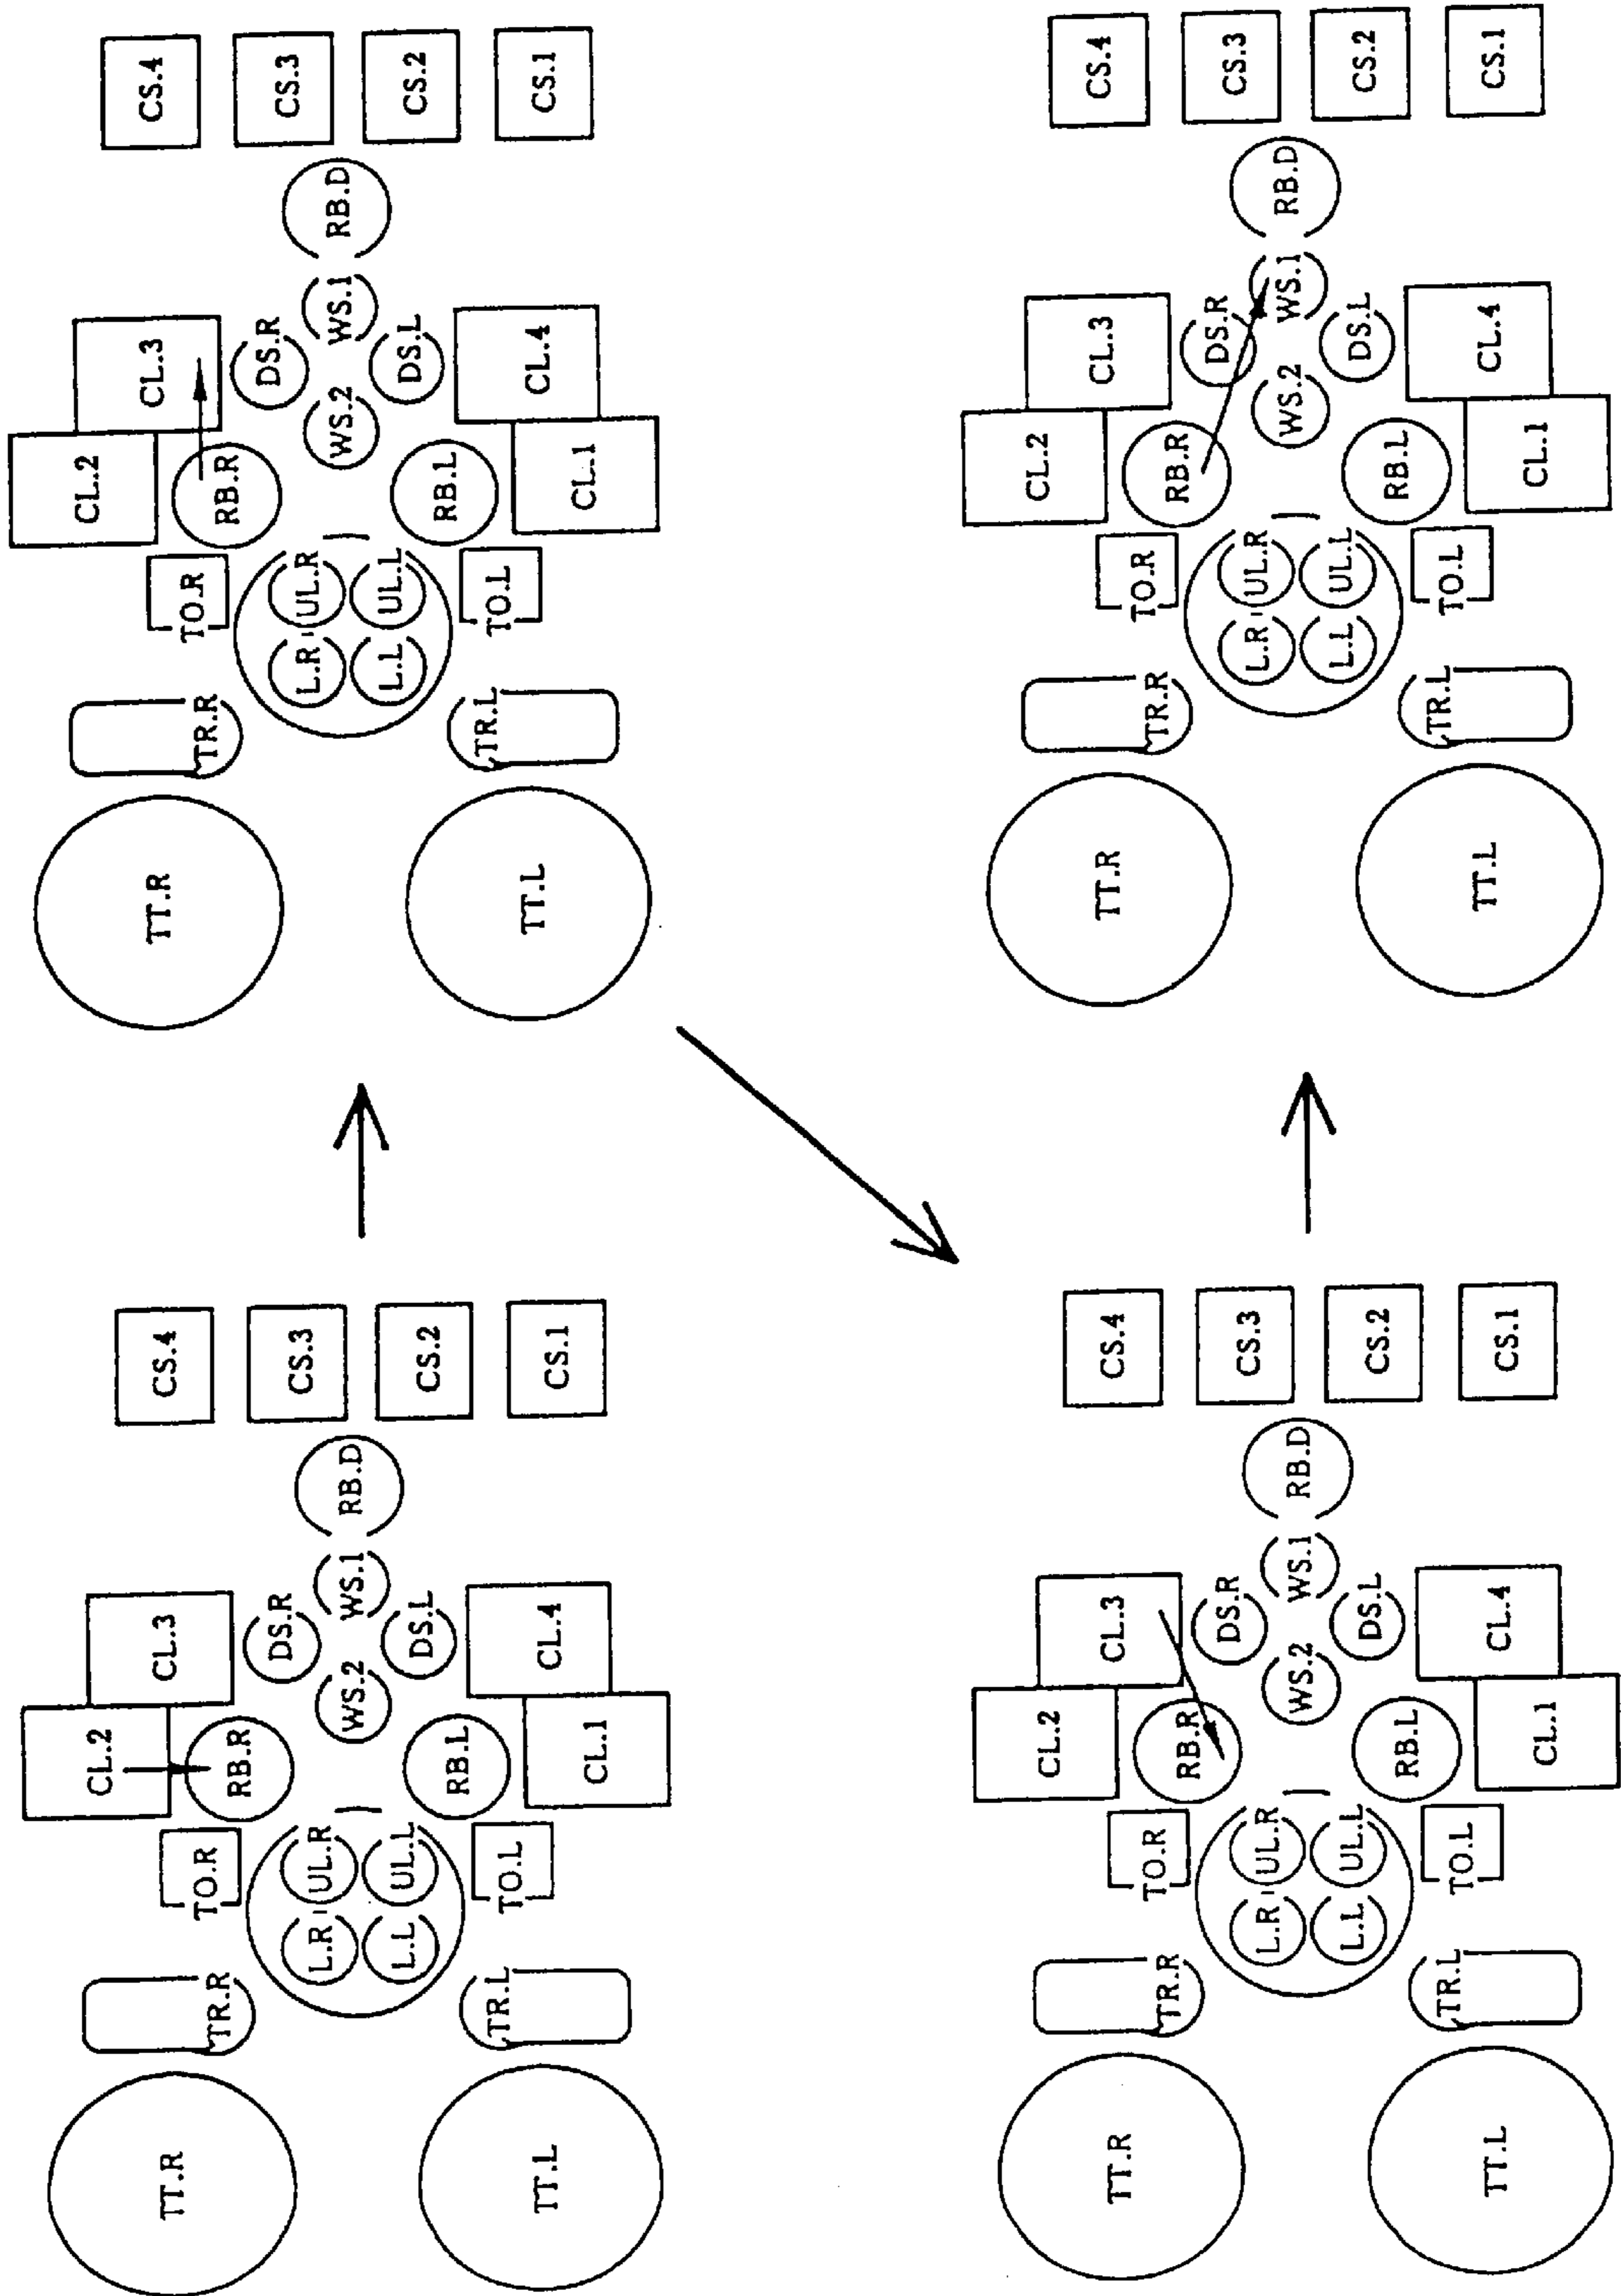 CL.2
CL.3
CS.4
TT.R
TR.R
TO.R
RB.R
DS.R
CS.3
L.R
UL.R
WS.2
WS.1
RB.D
L.L
UL.L
DS.L
CS.2
RB.L
TT.L
TR.L
TO.L
CL.4
CS.1
CL.1
CL.2
CL.3
CS.4
TT.R
TR.R
TO.R
RB.R
DS.R
CS.3
L.R
UL.R
WS.2
WS.1
RB.D
L.L
UL.L
DS.L
CS.2
RB.L
TT.L
TR.L
TO.L
CL.4
CS.1
CL.1
CL.2
CL.3
CS.4
TT.R
TR.R
TO.R
RB.R
DS.R
CS.3
L.R
UL.R
WS.2
WS.1
RB.D
L.L
UL.L
DS.L
CS.2
RB.L
TT.L
TR.L
TO.L
CL.4
CS.1
CL.1
CL.2
CL.3
CS.4
TT.R
TR.R
TO.R
RB.R
DS.R
CS.3
L.R
UL.R
WS.2
WS.1
RB.D
L.L
UL.L
DS.L
CS.2
RB.L
TT.L
TR.L
TO.L
CL.4
CS.1
CL.1